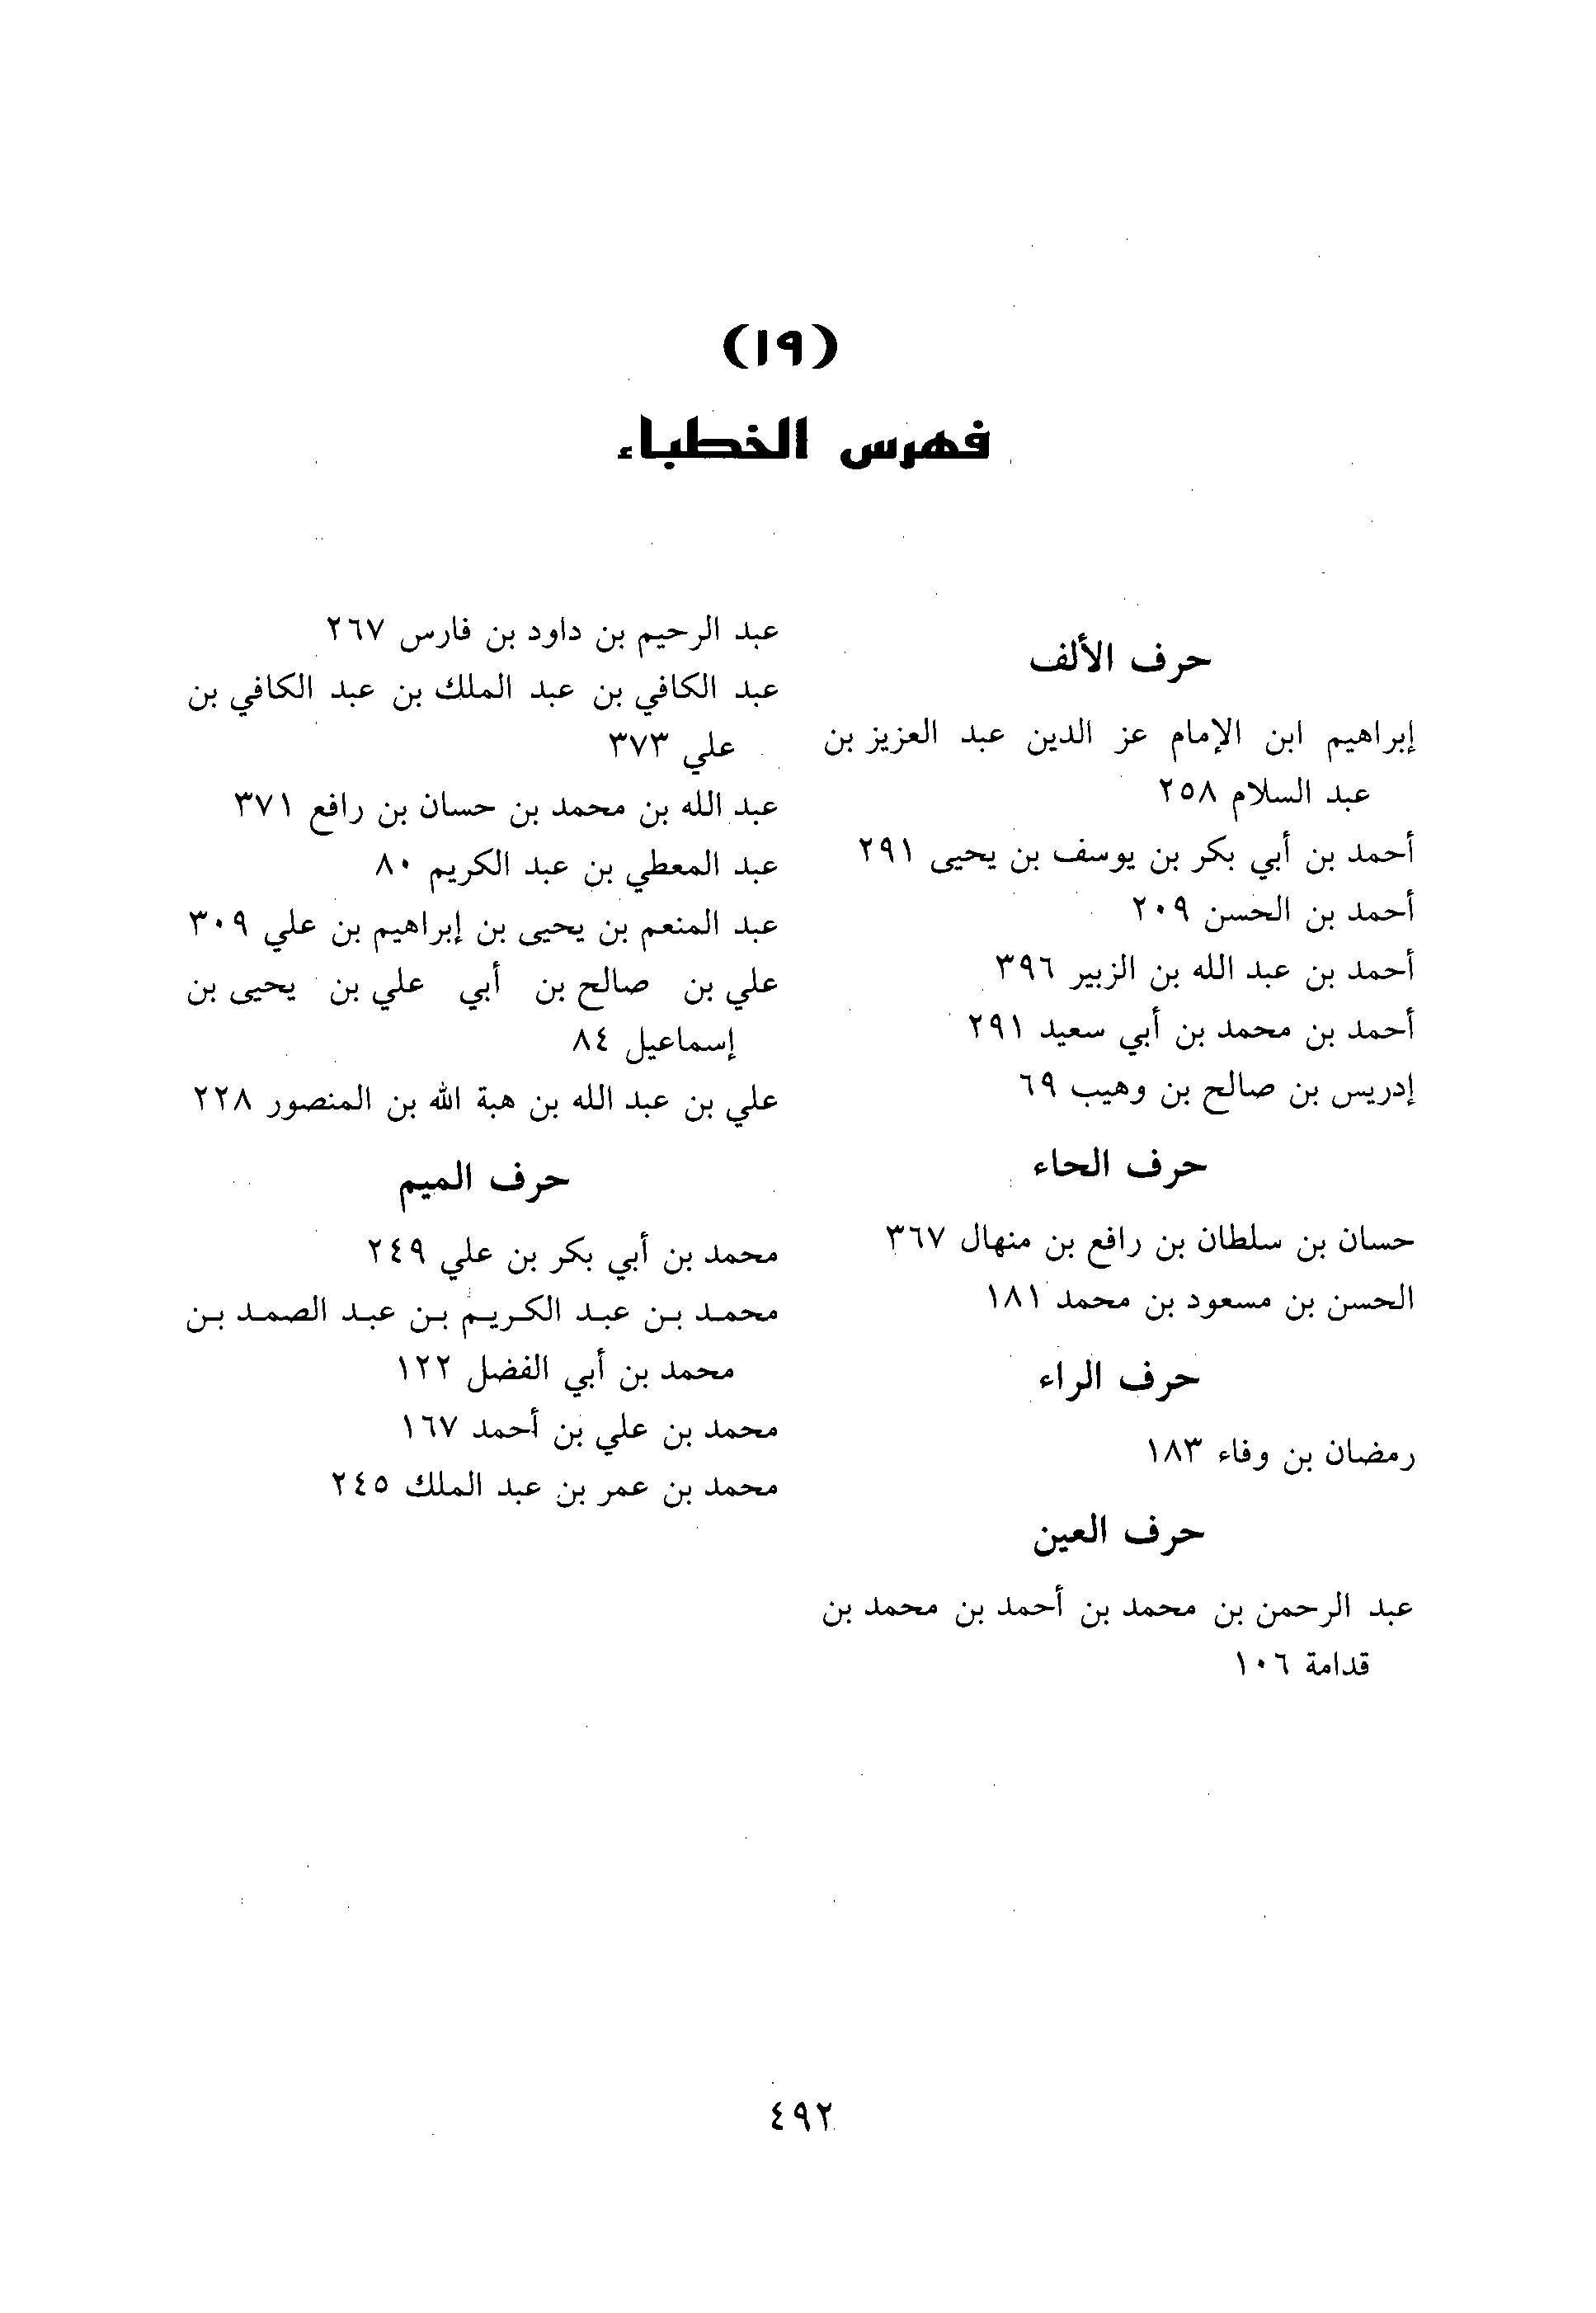 (١٩)
فهرس الخطباء
حرف الألف
إبراهيم ابن الإمام عز الدين عبد العزيز بن
عبد السلام ٢٥٨
أحمد بن أبي بكر بن يوسف بن يحيى ٢٩١
أحمد بن الحسن ٢٠٩
أحمد بن عبد الله بن الزبير ٣٩٦
أحمد بن محمد بن أبي سعيد ٢٩١
إدريس بن صالح بن وهيب ٦٩
حرف الحاء
حسان بن سلطان بن رافع بن منهال ٣٦٧
الحسن بن مسعود بن محمد ١٨١
حرف الراء
رمضان بن وفاء ١٨٣
حرف العين
عبد الرحمن بن محمد بن أحمد بن محمد بن
قدامة ١٠٦
عبد الرحيم بن داود بن فارس ٢٦٧
عبد الكافي بن عبد الملك بن عبد الكافي بن
علي ٣٧٣
عبد الله بن محمد بن حسان بن رافع ٣٧١
عبد المعطي بن عبد الكريم ٨٠
عبد المنعم بن يحيى بن إبراهيم بن علي ٣٠٩
علي بن صالح بن أبي علي بن يحيى بن
إسماعيل ٨٤
علي بن عبد الله بن هبة الله بن المنصور ٢٢٨
حرف الميم
محمد بن أبي بكر بن علي ٢٤٩
محمد بن عبد الكريم بن عبد الصمد بن
محمد بن أبي الفضل ١٢٢
محمد بن علي بن أحمد ١٦٧
محمد بن عمر بن عبد الملك ٢٤٥
٤٩٢